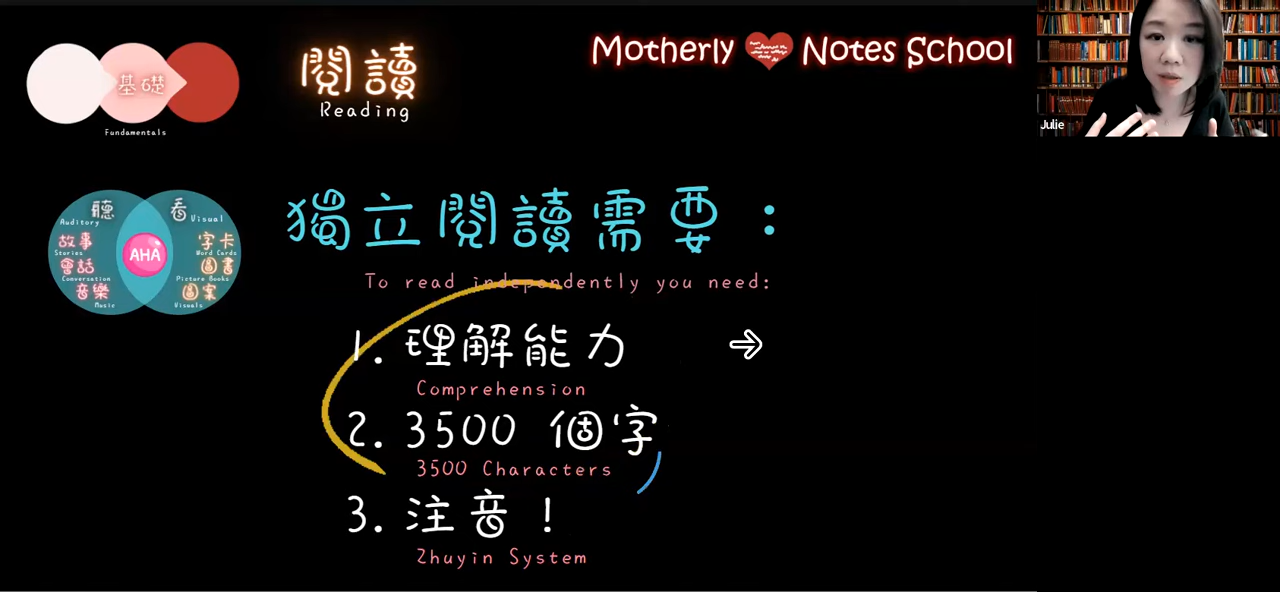 基礎
Fundamentals
閱讀
Reading
Motherly Notes School
Julie
聽
Auditory
故事
Stories
會話
Conversation
音樂
Music
AHA
看
Visual
字卡
Word Cards
圖書
Picture Books
圖案
Visuals
獨立閱讀需要：
To read independently you need:
1. 理解能力 →
Comprehension
2. 3500 個字
3500 Characters
3. 注音！
Zhuyin System